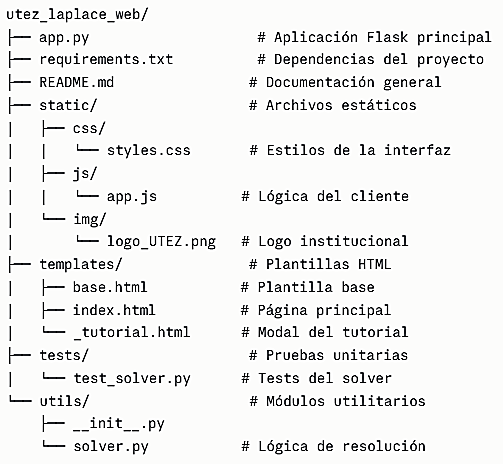 utez_laplace_web/
├── app.py # Aplicación Flask principal
├── requirements.txt # Dependencias del proyecto
├── README.md # Documentación general
├── static/ # Archivos estáticos
│ ├── css/
│ │ └── styles.css # Estilos de la interfaz
│ ├── js/
│ │ └── app.js # Lógica del cliente
│ └── img/
│ └── logo_UTEZ.png # Logo institucional
├── templates/ # Plantillas HTML
│ ├── base.html # Plantilla base
│ ├── index.html # Página principal
│ └── _tutorial.html # Modal del tutorial
├── tests/ # Pruebas unitarias
│ └── test_solver.py # Tests del solver
└── utils/ # Módulos utilitarios
├── __init__.py
└── solver.py # Lógica de resolución